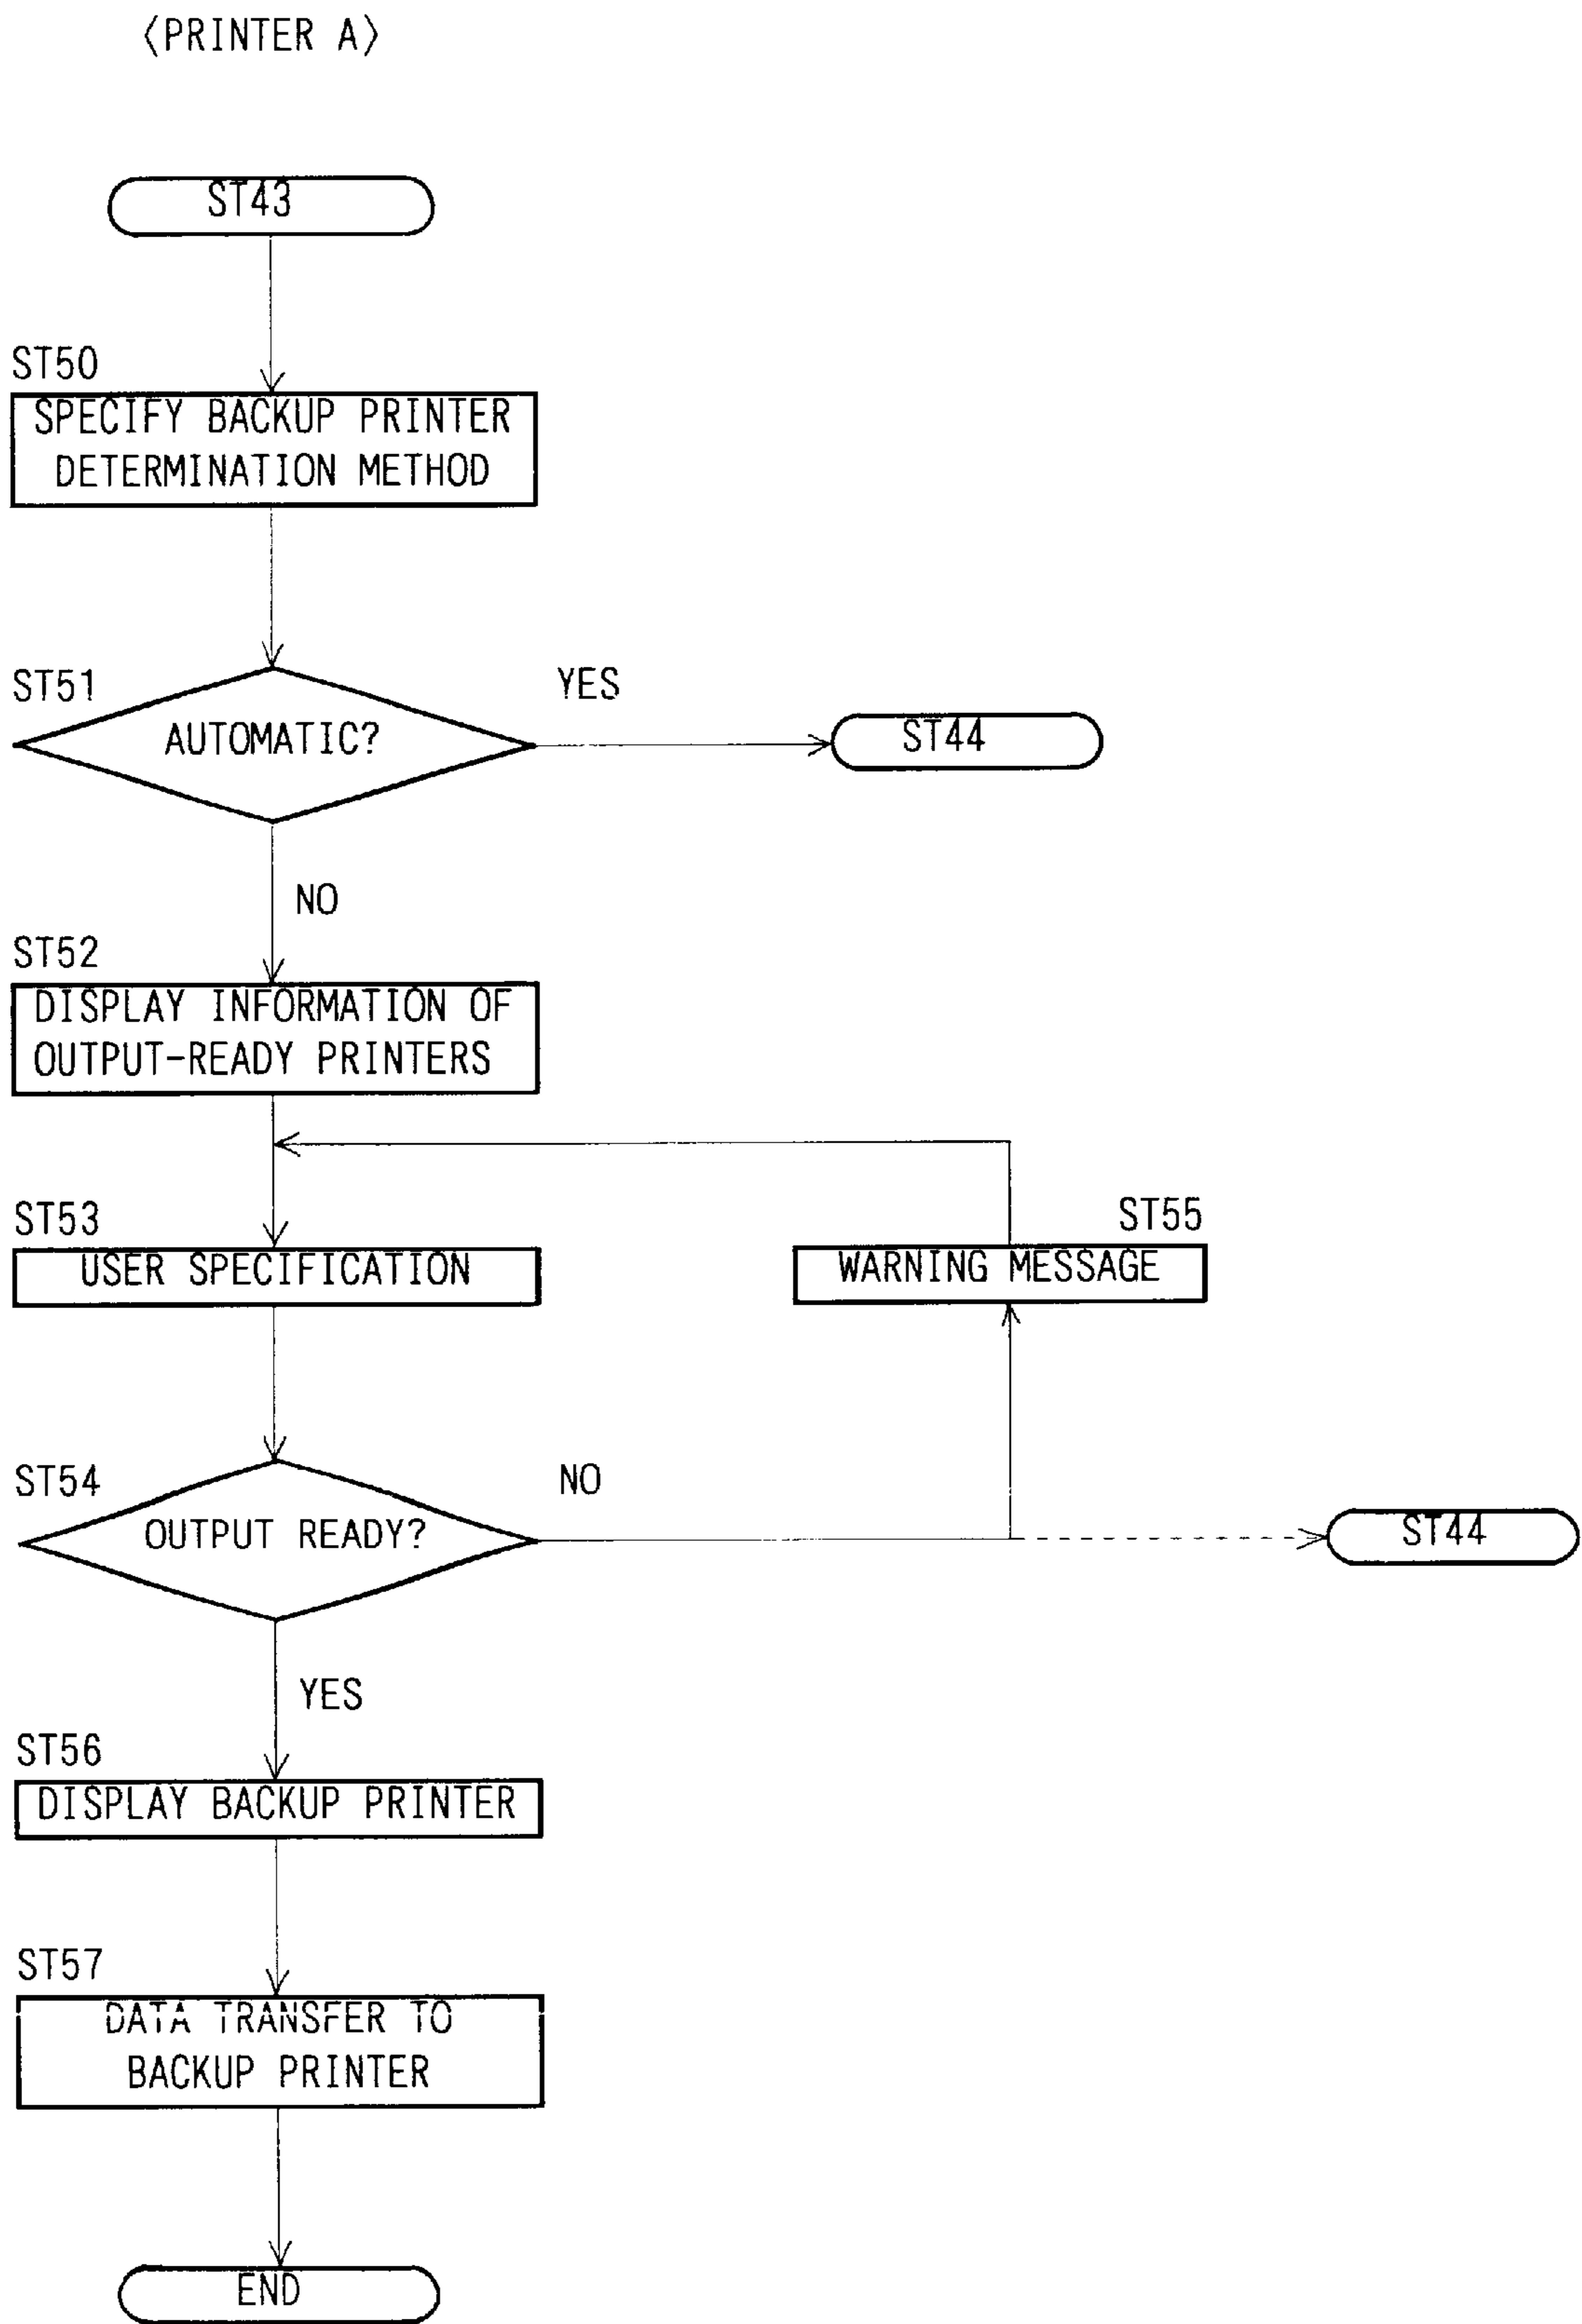 〈PRINTER A〉
ST43
ST50
SPECIFY BACKUP PRINTER
DETERMINATION METHOD
ST51
AUTOMATIC?
YES
ST44
NO
ST52
DISPLAY INFORMATION OF
OUTPUT-READY PRINTERS
ST53
USER SPECIFICATION
ST55
WARNING MESSAGE
ST54
OUTPUT READY?
NO
ST44
YES
ST56
DISPLAY BACKUP PRINTER
ST57
DATA TRANSFER TO
BACKUP PRINTER
END